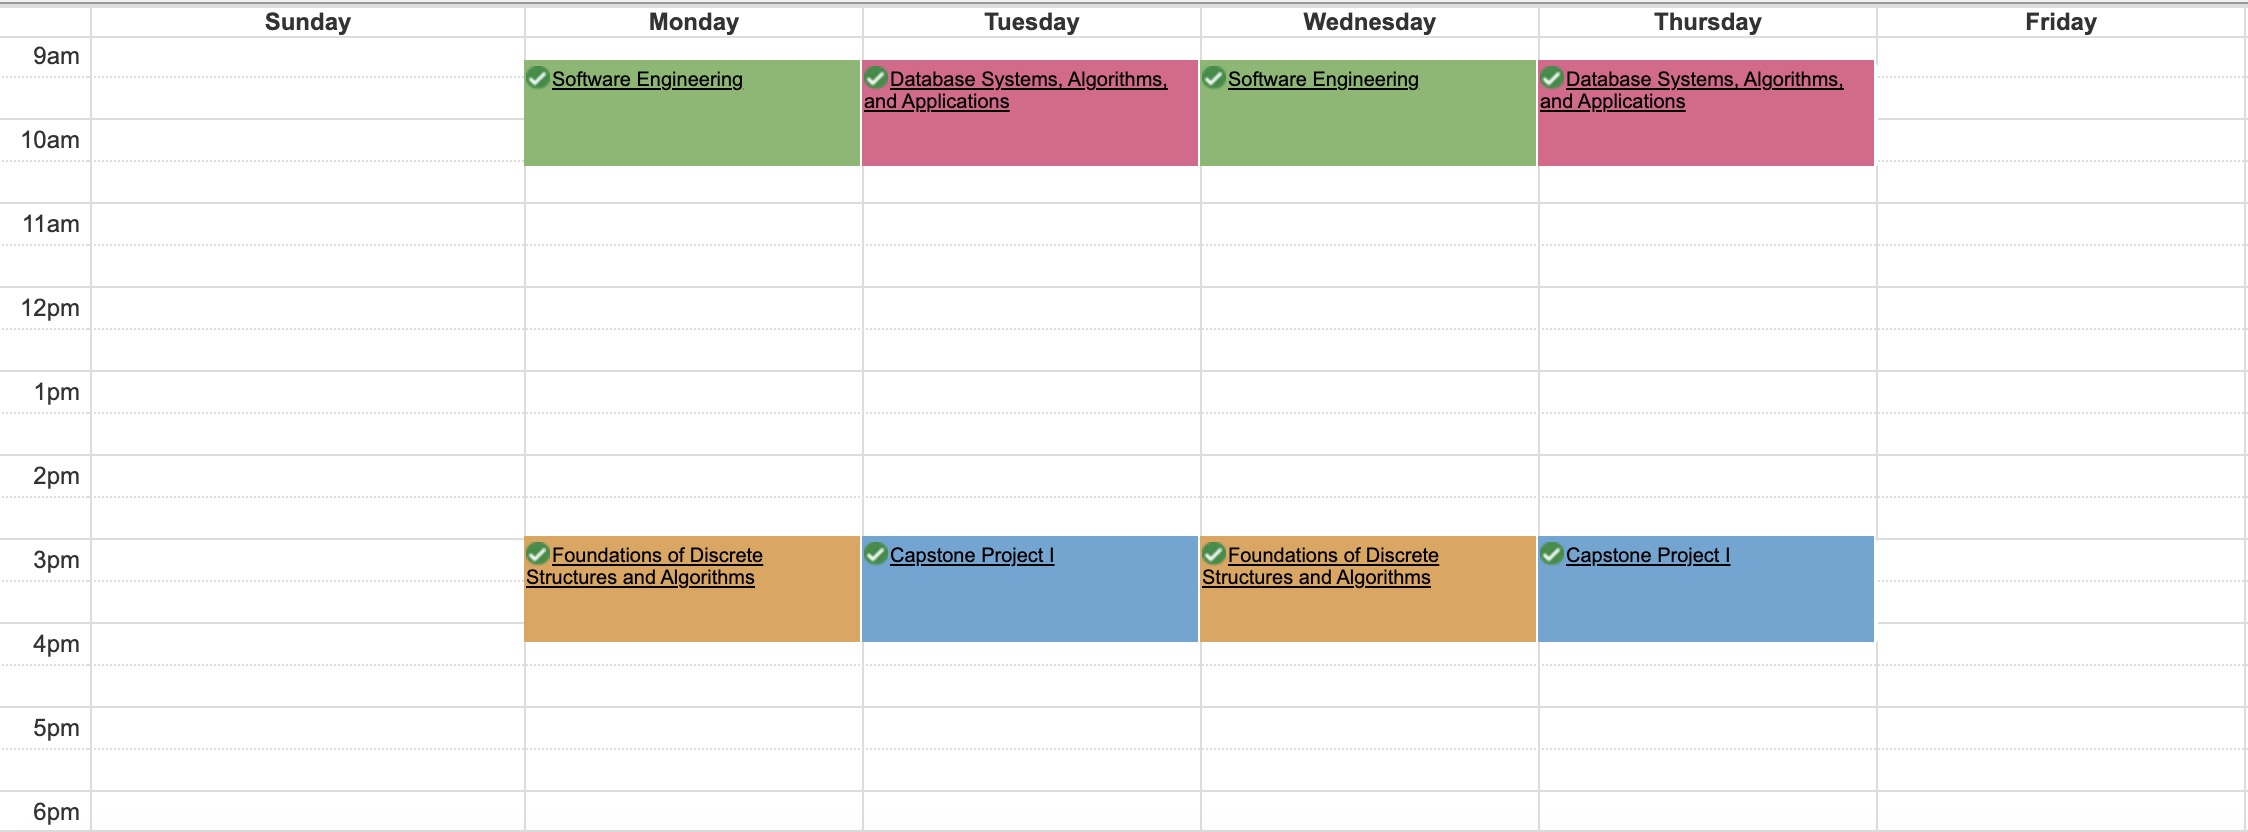 Sunday Monday Tuesday Wednesday Thursday Friday
9am
Software Engineering
Database Systems, Algorithms,
and Applications
Software Engineering
Database Systems, Algorithms,
and Applications
10am
11am
12pm
1pm
2pm
3pm
Foundations of Discrete
Structures and Algorithms
Capstone Project I
Foundations of Discrete
Structures and Algorithms
Capstone Project I
4pm
5pm
6pm